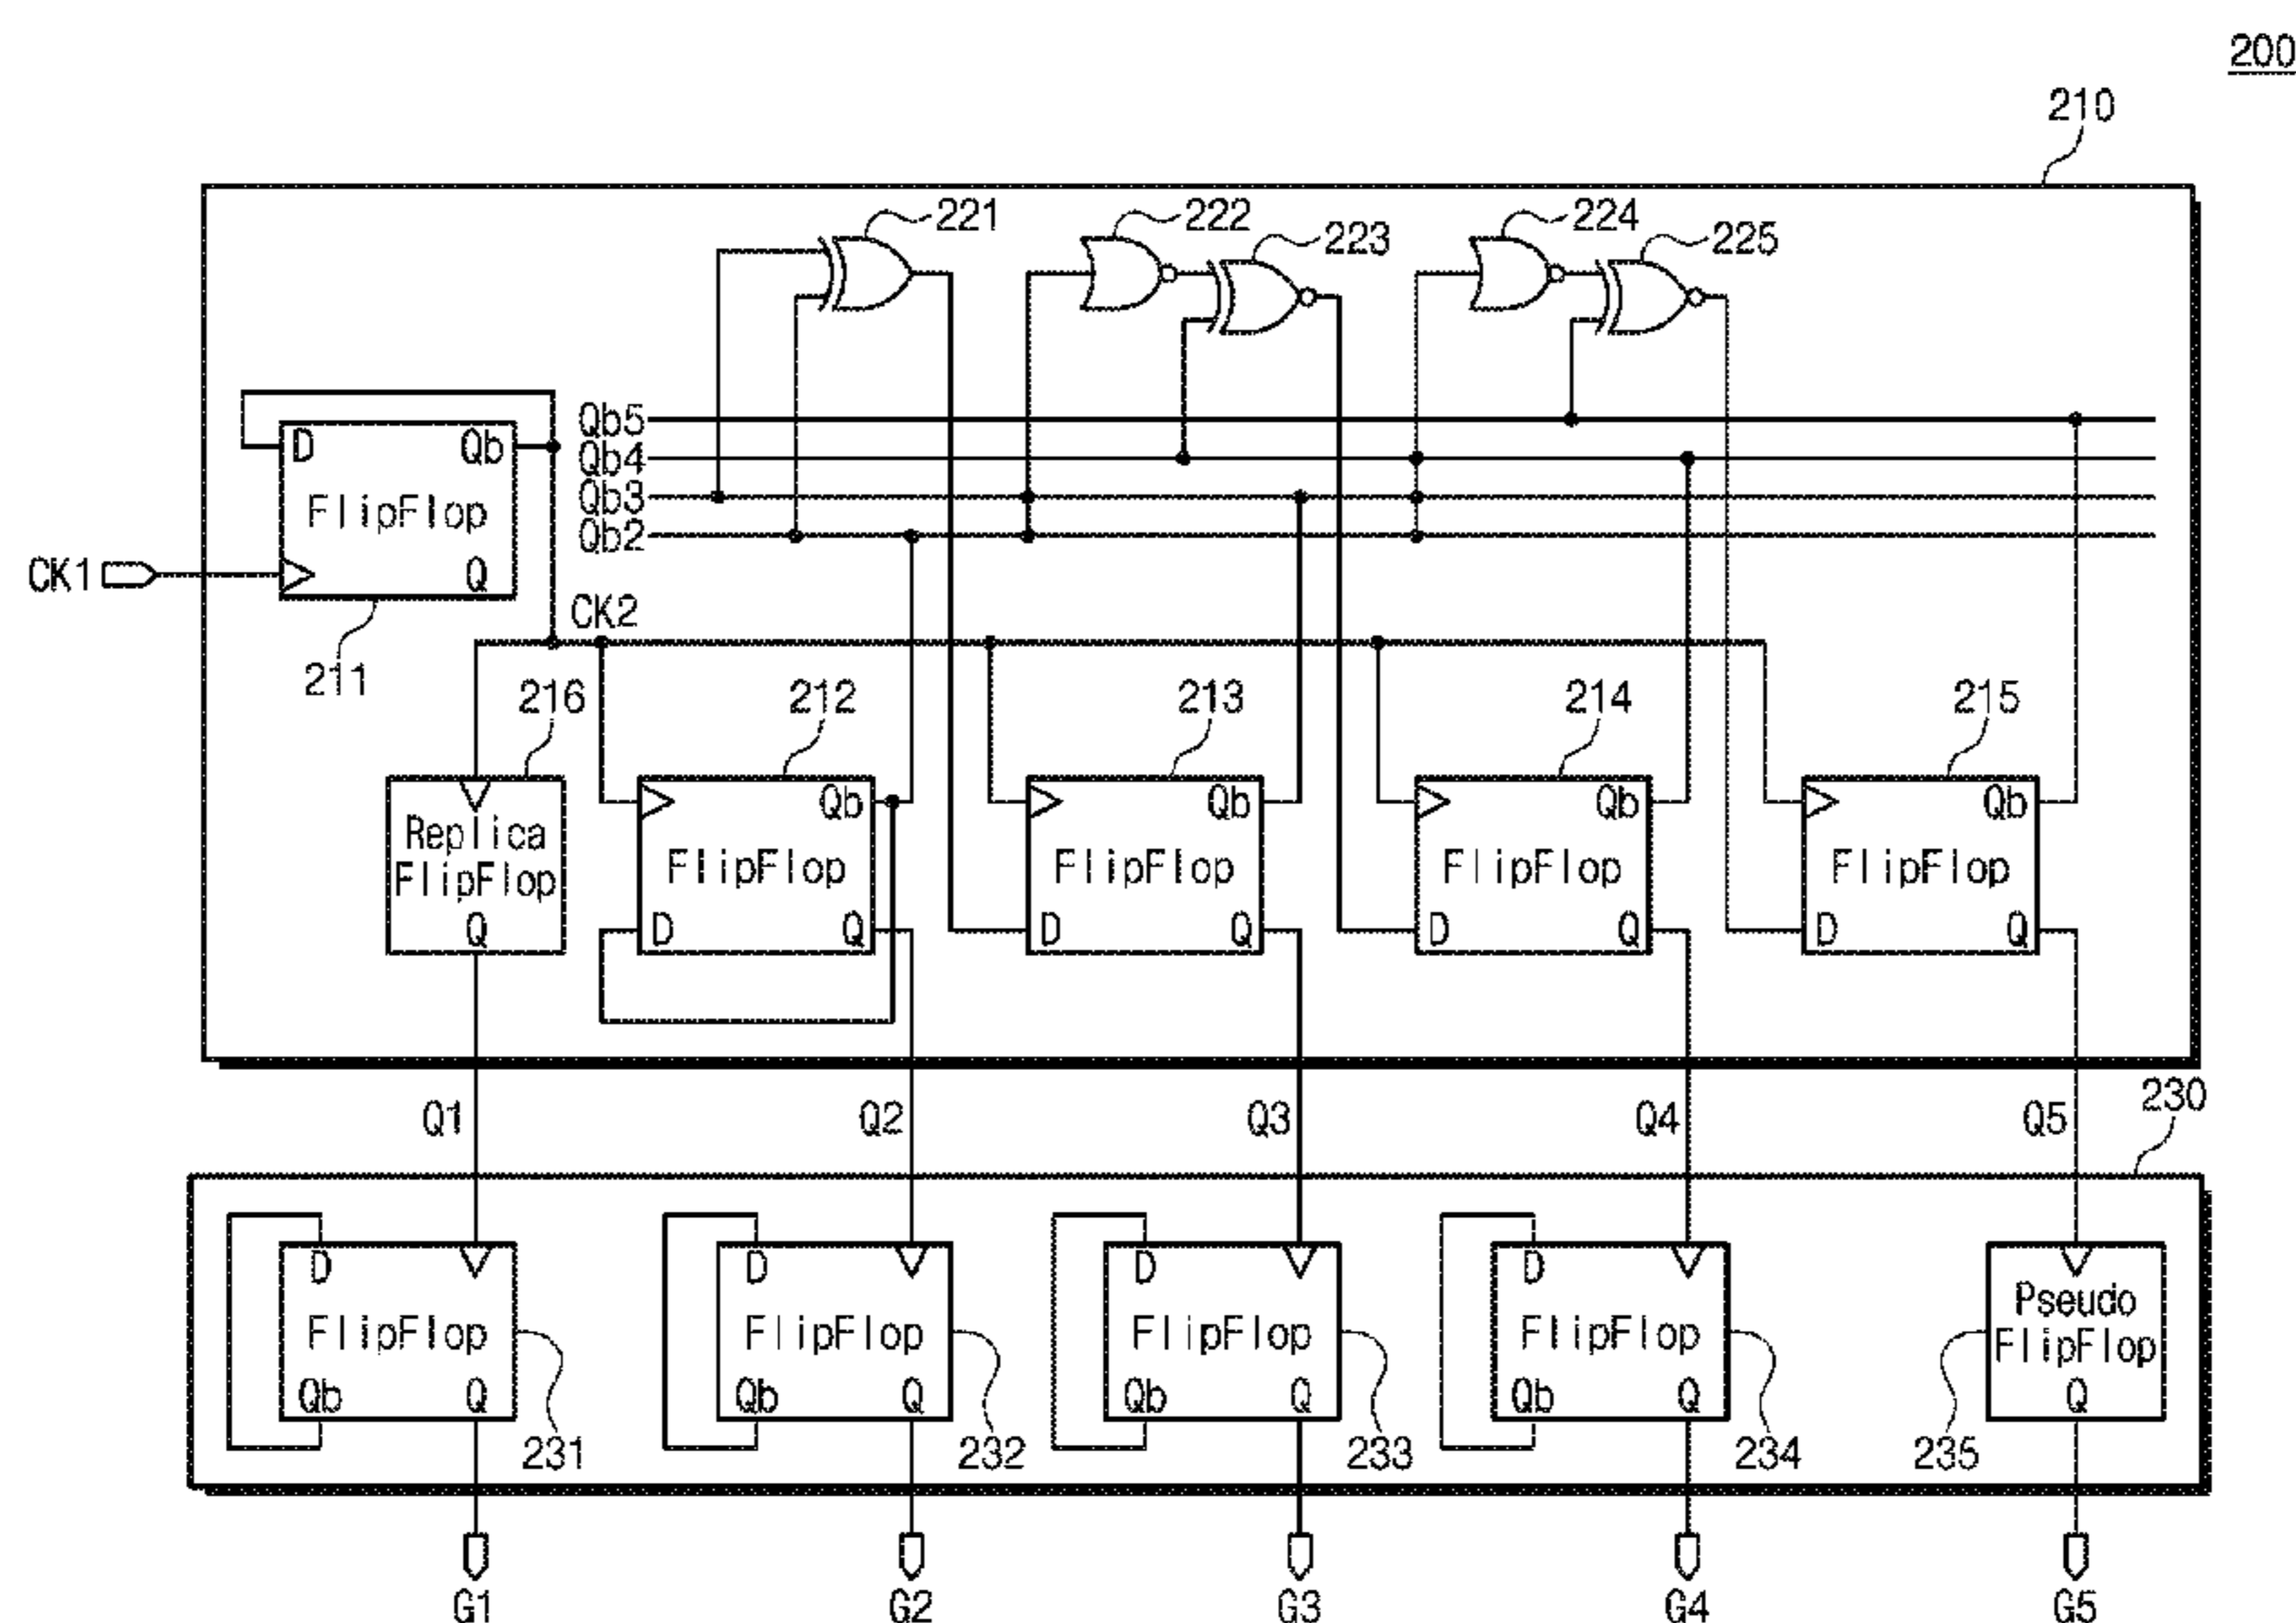 200
210
221
222
223
224
225
Qb5
Qb4
Qb3
Qb2
D Qb
FlipFlop
Q
CK1
211
CK2
216
212
213
214
215
Replica
FlipFlop
Q
Qb
FlipFlop
D Q
Qb
FlipFlop
D Q
Qb
FlipFlop
D Q
Qb
FlipFlop
D Q
Q1
Q2
Q3
Q4
Q5
230
D
FlipFlop
Qb Q
231
D
FlipFlop
Qb Q
232
D
FlipFlop
Qb Q
233
D
FlipFlop
Qb Q
234
Pseudo
FlipFlop
Q
235
G1
G2
G3
G4
G5